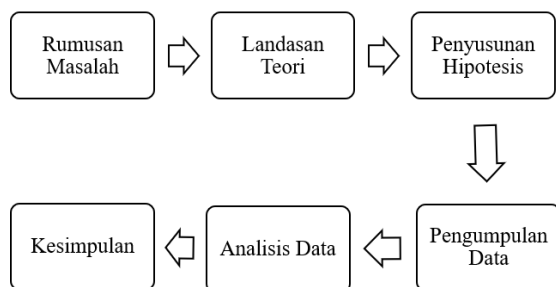 Rumusan
Masalah
Landasan
Teori
Penyusunan
Hipotesis
Pengumpulan
Data
Analisis Data
Kesimpulan